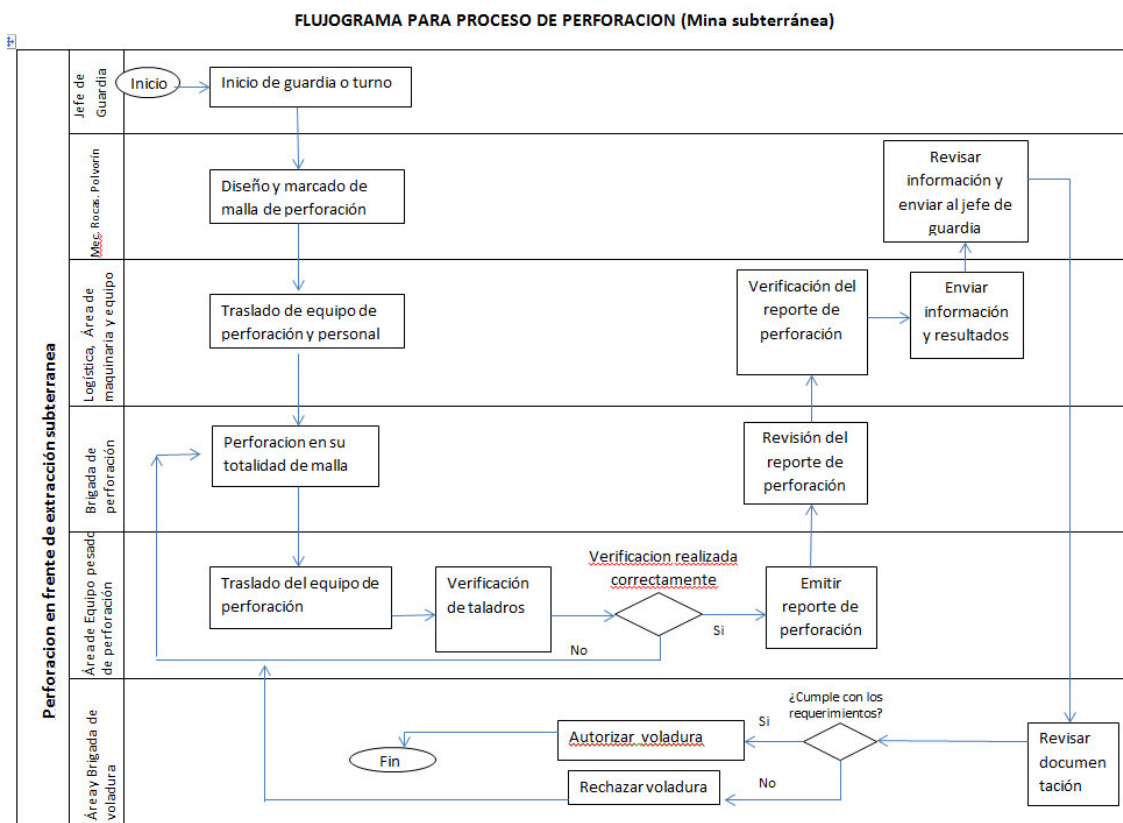 FLUJOGRAMA PARA PROCESO DE PERFORACION (Mina subterránea)
Perforacion en frente de extracción subterranea
Jefe de
Guardia
Inicio
Inicio de guardia o turno
Mec. Rocas. Polvorín
Diseño y marcado de
malla de perforación
Revisar
información y
enviar al jefe de
guardia
Logística, Área de
maquinaria y equipo
Traslado de equipo de
perforación y personal
Verificación del
reporte de
perforación
Enviar
información
y resultados
Brigada de
perforación
Perforacion en su
totalidad de malla
Revisión del
reporte de
perforación
Área de Equipo pesado
de perforación
Traslado del equipo de
perforación
Verificación
de taladros
Verificacion realizada
correctamente
Si
No
Emitir
reporte de
perforación
Área y Brigada de
voladura
Fin
Autorizar voladura
Rechazar voladura
Si
No
¿Cumple con los
requerimientos?
Revisar
documen
tación